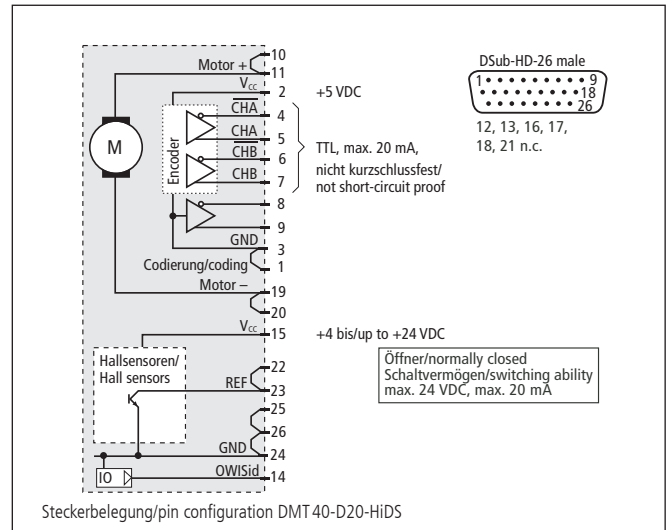 10
Motor +
11
Vcc
2
+5 VDC
CHA
4
CHA
5
CHB
6
CHB
7
TTL, max. 20 mA,
nicht kurzschlussfest/
not short-circuit proof
M
Encoder
8
9
GND
3
Codierung/coding
1
Motor –
19
20
Vcc
15
+4 bis/up to +24 VDC
Hallsensoren/
Hall sensors
22
REF
23
25
26
GND
24
IO
OWISid
14
Öffner/normally closed
Schaltvermögen/switching ability
max. 24 VDC, max. 20 mA
DSub-HD-26 male
1
9
18
26
12, 13, 16, 17,
18, 21 n.c.
Steckerbelegung/pin configuration DMT 40-D20-HiDS